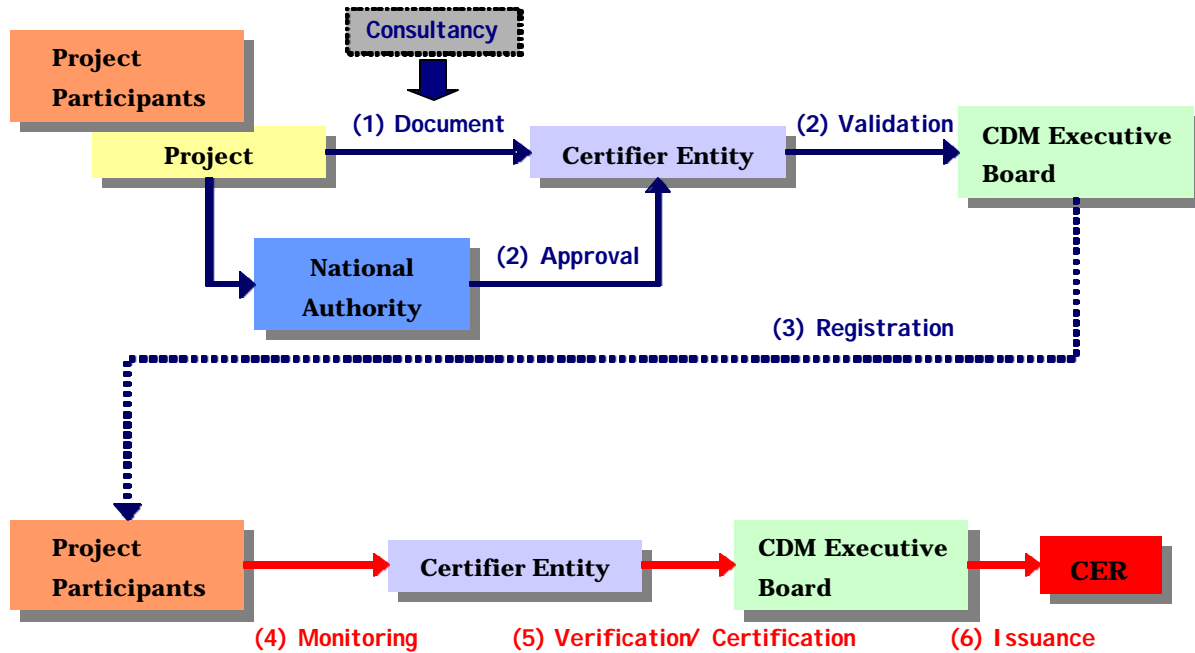 Consultancy
Project
Participants
(1) Document
(2) Validation
Project
Certifier Entity
CDM Executive
Board
National
Authority
(2) Approval
(3) Registration
Project
Participants
Certifier Entity
CDM Executive
Board
CER
(4) Monitoring
(5) Verification/ Certification
(6) Issuance